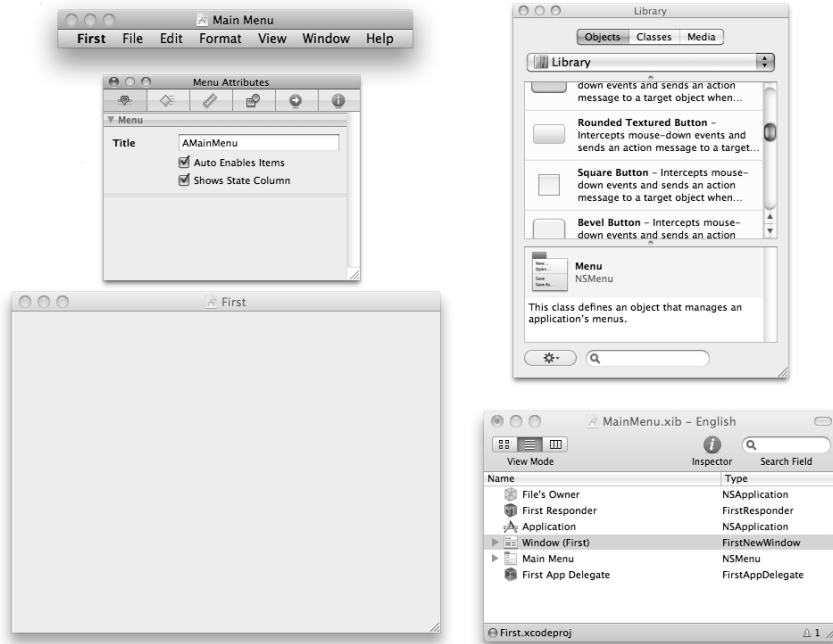 Main Menu
First File Edit Format View Window Help
Menu Attributes
Menu
Title AMainMenu
Auto Enables Items
Shows State Column
First
Library
Objects Classes Media
Library
down events and sends an action
message to a target object when...
Rounded Textured Button –
Intercepts mouse-down events and
sends an action message to a target...
Square Button – Intercepts mouse-
down events and sends an action
message to a target object when...
Bevel Button – Intercepts mouse-
down events and sends an action
New...
Open...
Save
Save As...
Menu
NSMenu
This class defines an object that manages an
application's menus.
MainMenu.xib – English
View Mode Inspector Search Field
Name Type
File's Owner NSApplication
First Responder FirstResponder
Application NSApplication
Window (First) FirstNewWindow
Main Menu NSMenu
First App Delegate FirstAppDelegate
First.xcodeproj 1